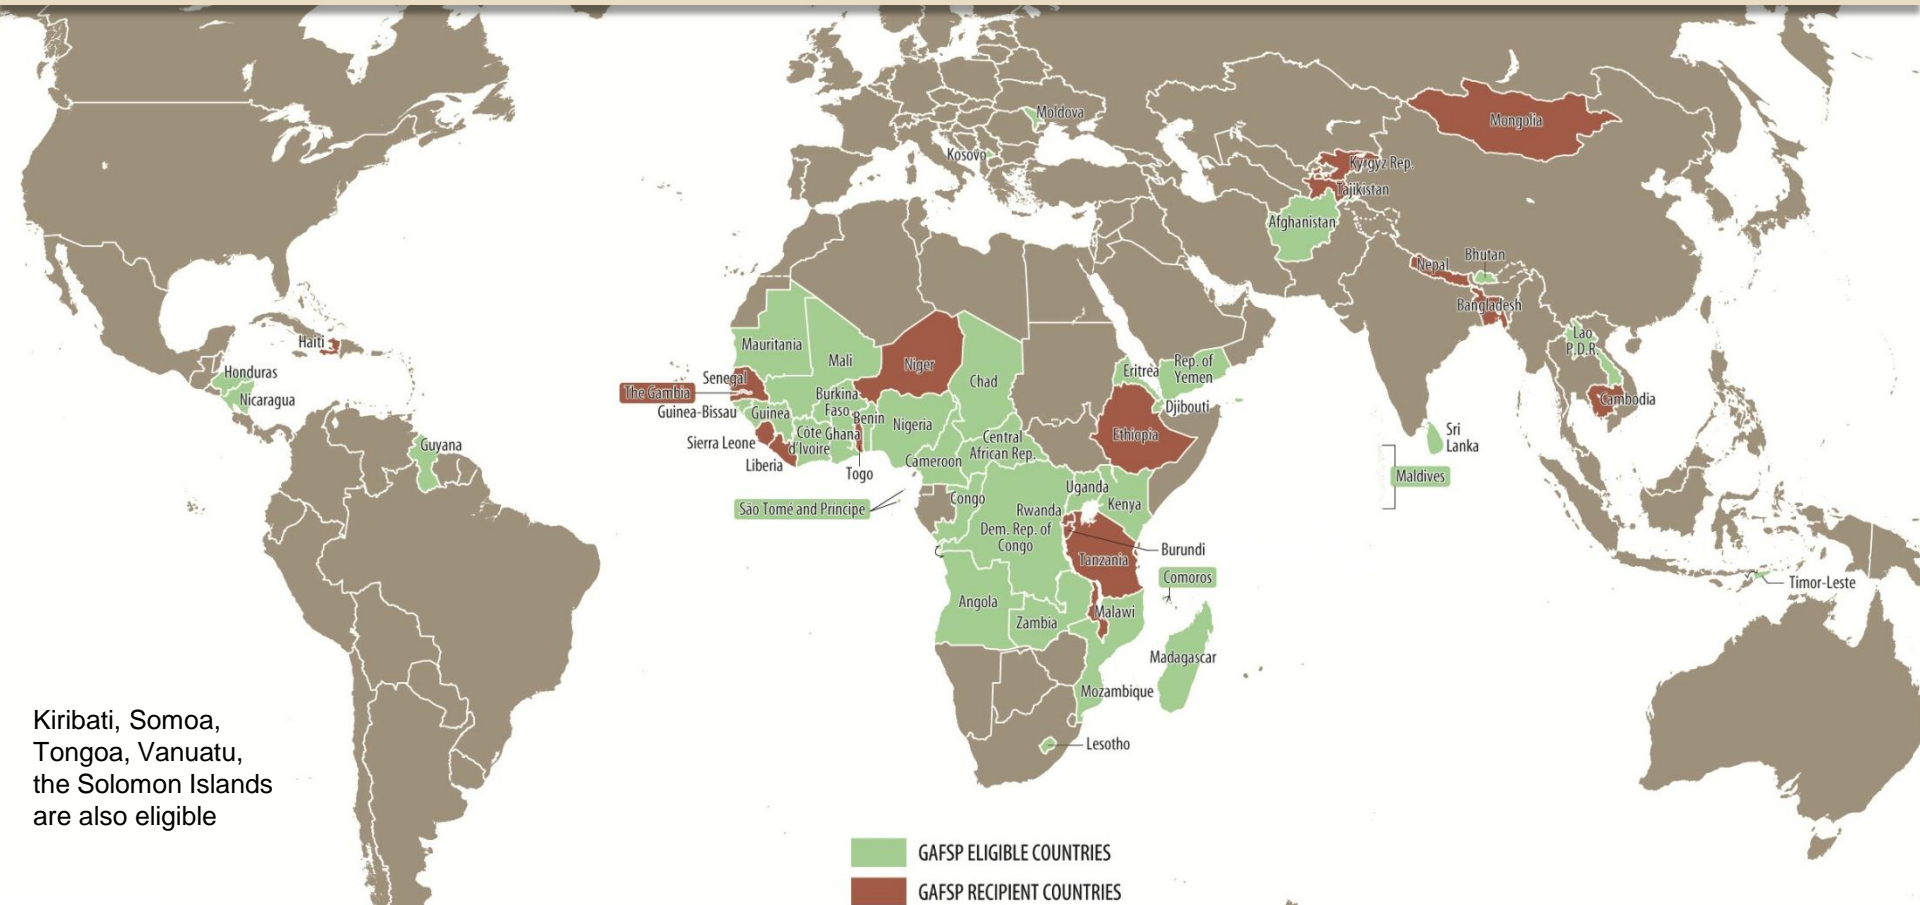 Moldova
Kosovo
Mongolia
Kyrgyz Rep.
Tajikistan
Afghanistan
Nepal
Bhutan
Bangladesh
Lao
P.D.R.
Cambodia
Sri
Lanka
Maldives
Timor-Leste
Haiti
Honduras
Nicaragua
Guyana
Mauritania
Mali
Niger
Chad
Eritrea
Rep. of
Yemen
Djibouti
Ethiopia
Senegal
The Gambia
Guinea-Bissau
Guinea
Sierra Leone
Liberia
Côte
d'Ivoire
Ghana
Burkina
Faso
Benin
Togo
Nigeria
Cameroon
Central
African Rep.
São Tomé and Príncipe
Congo
Uganda
Kenya
Rwanda
Dem. Rep. of
Congo
Burundi
Tanzania
Comoros
Angola
Zambia
Malawi
Madagascar
Mozambique
Lesotho
Kiribati, Somoa,
Tongoa, Vanuatu,
the Solomon Islands
are also eligible
GAFSP ELIGIBLE COUNTRIES
GAFSP RECIPIENT COUNTRIES